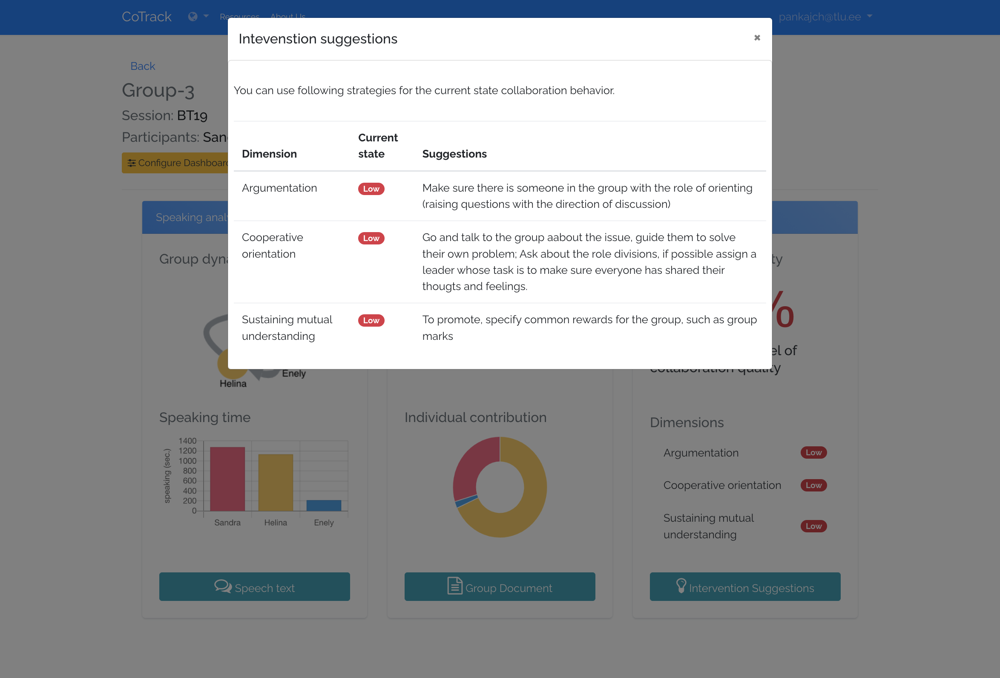 CoTrack
Resources About Us
pankajch@tlu.ee
Intevenstion suggestions
You can use following strategies for the current state collaboration behavior.
Dimension Current state Suggestions
Argumentation Low Make sure there is someone in the group with the role of orienting
(raising questions with the direction of discussion)
Cooperative orientation Low Go and talk to the group aabout the issue, guide them to solve
their own problem; Ask about the role divisions, if possible assign a
leader whose task is to make sure everyone has shared their
thougts and feelings.
Sustaining mutual understanding Low To promote, specify common rewards for the group, such as group
marks
Back
Group-3
Session: BT19
Participants:
Configure Dashboard
Speaking
Group
Helina
Enely
Speaking time
speaking (sec.)
1400
1200
1000
800
600
400
200
0
Sandra Helina Enely
Speech text
Individual contribution
Group Document
%
of
collaboration quality
Dimensions
Argumentation Low
Cooperative orientation Low
Sustaining mutual
understanding Low
Intervention Suggestions